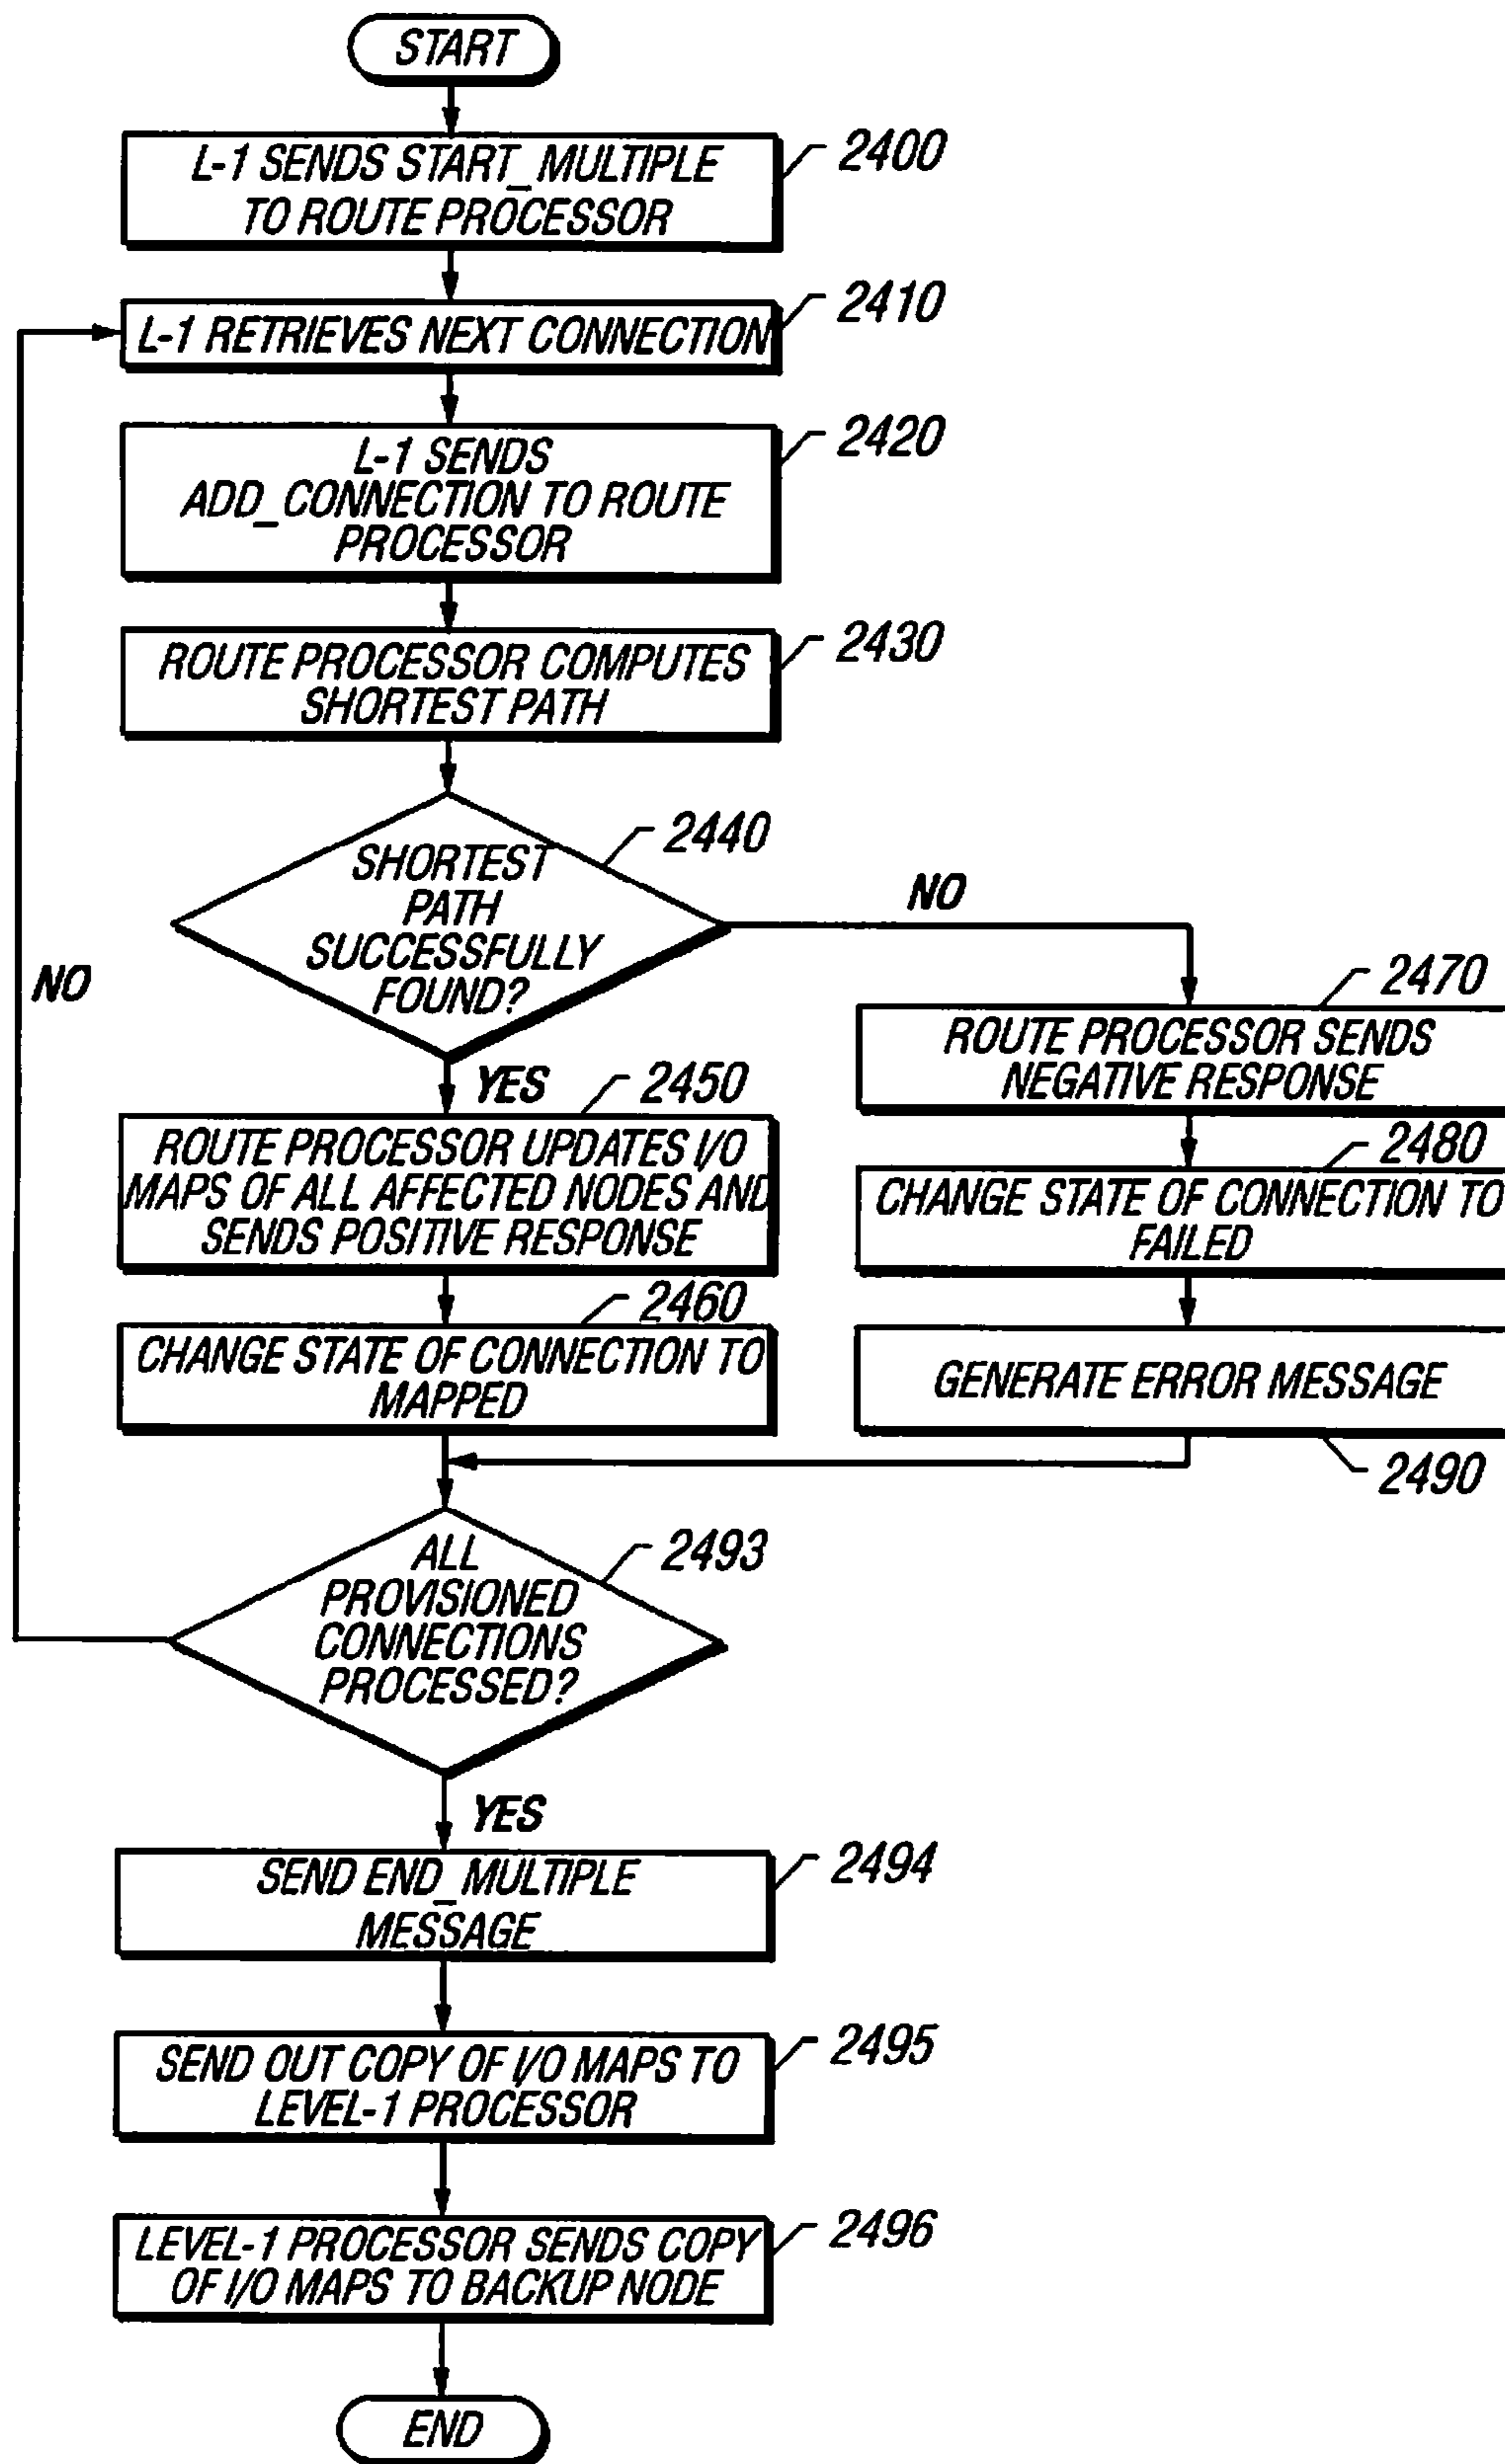 START
L-1 SENDS START_MULTIPLE
TO ROUTE PROCESSOR
2400
L-1 RETRIEVES NEXT CONNECTION
2410
L-1 SENDS
ADD_CONNECTION TO ROUTE
PROCESSOR
2420
ROUTE PROCESSOR COMPUTES
SHORTEST PATH
2430
SHORTEST
PATH
SUCCESSFULLY
FOUND?
2440
NO
NO
YES
ROUTE PROCESSOR UPDATES I/O
MAPS OF ALL AFFECTED NODES AND
SENDS POSITIVE RESPONSE
2450
CHANGE STATE OF CONNECTION TO
MAPPED
2460
ROUTE PROCESSOR SENDS
NEGATIVE RESPONSE
2470
CHANGE STATE OF CONNECTION TO
FAILED
2480
GENERATE ERROR MESSAGE
2490
ALL
PROVISIONED
CONNECTIONS
PROCESSED?
2493
YES
SEND END_MULTIPLE
MESSAGE
2494
SEND OUT COPY OF I/O MAPS TO
LEVEL-1 PROCESSOR
2495
LEVEL-1 PROCESSOR SENDS COPY
OF I/O MAPS TO BACKUP NODE
2496
END